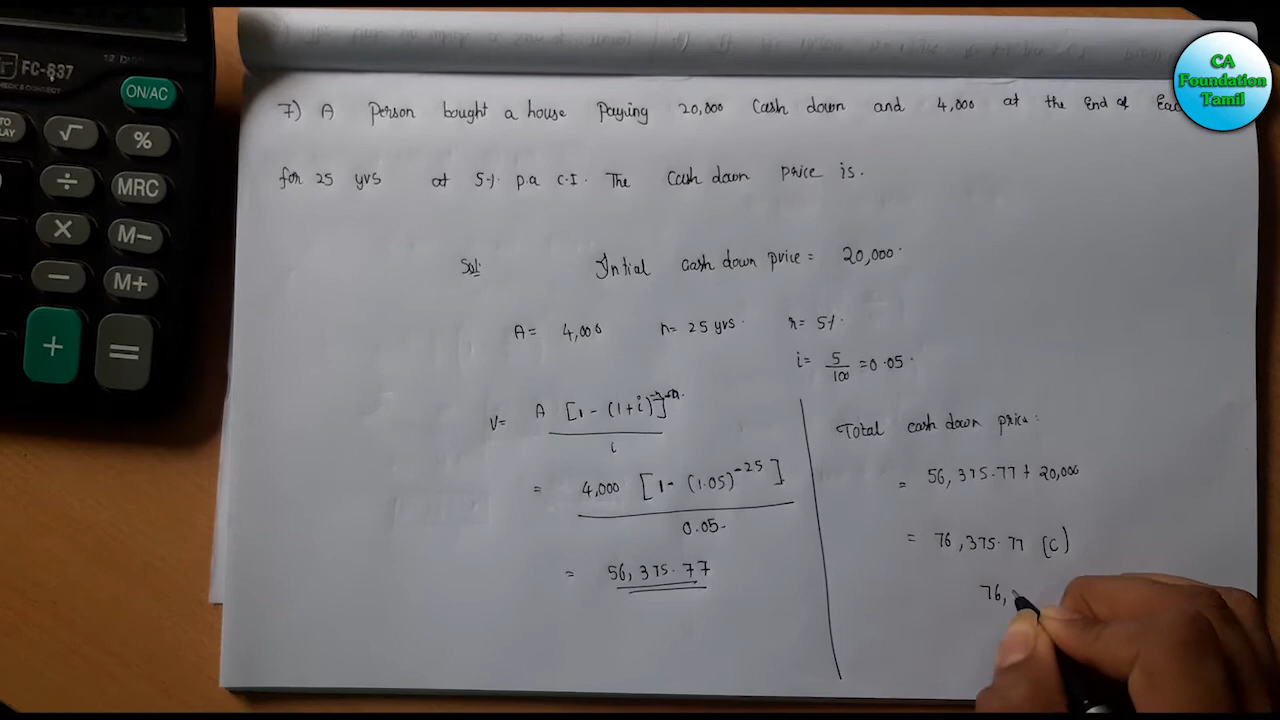 FC-837
CHECK & CORRECT
ON/AC
√
%
÷
MRC
×
M−
−
M+
+
=
CA
Foundation
Tamil
7) A Person bought a house Paying 20,000 Cash down and 4,000 at the End of
for 25 yrs at 5% p.a C.I. The Cash down Price is.
Sol: Intial cash down price = 20,000.
A = 4,000 n= 25 yrs. r= 5%.
i= 5/100 = 0.05.
V= A [1 - (1+i)^-n] / i
= 4,000 [1- (1.05)^-25] / 0.05.
= 56,375.77
Total cash down price:
= 56,375.77 + 20,000
= 76,375.77 (C)
76,